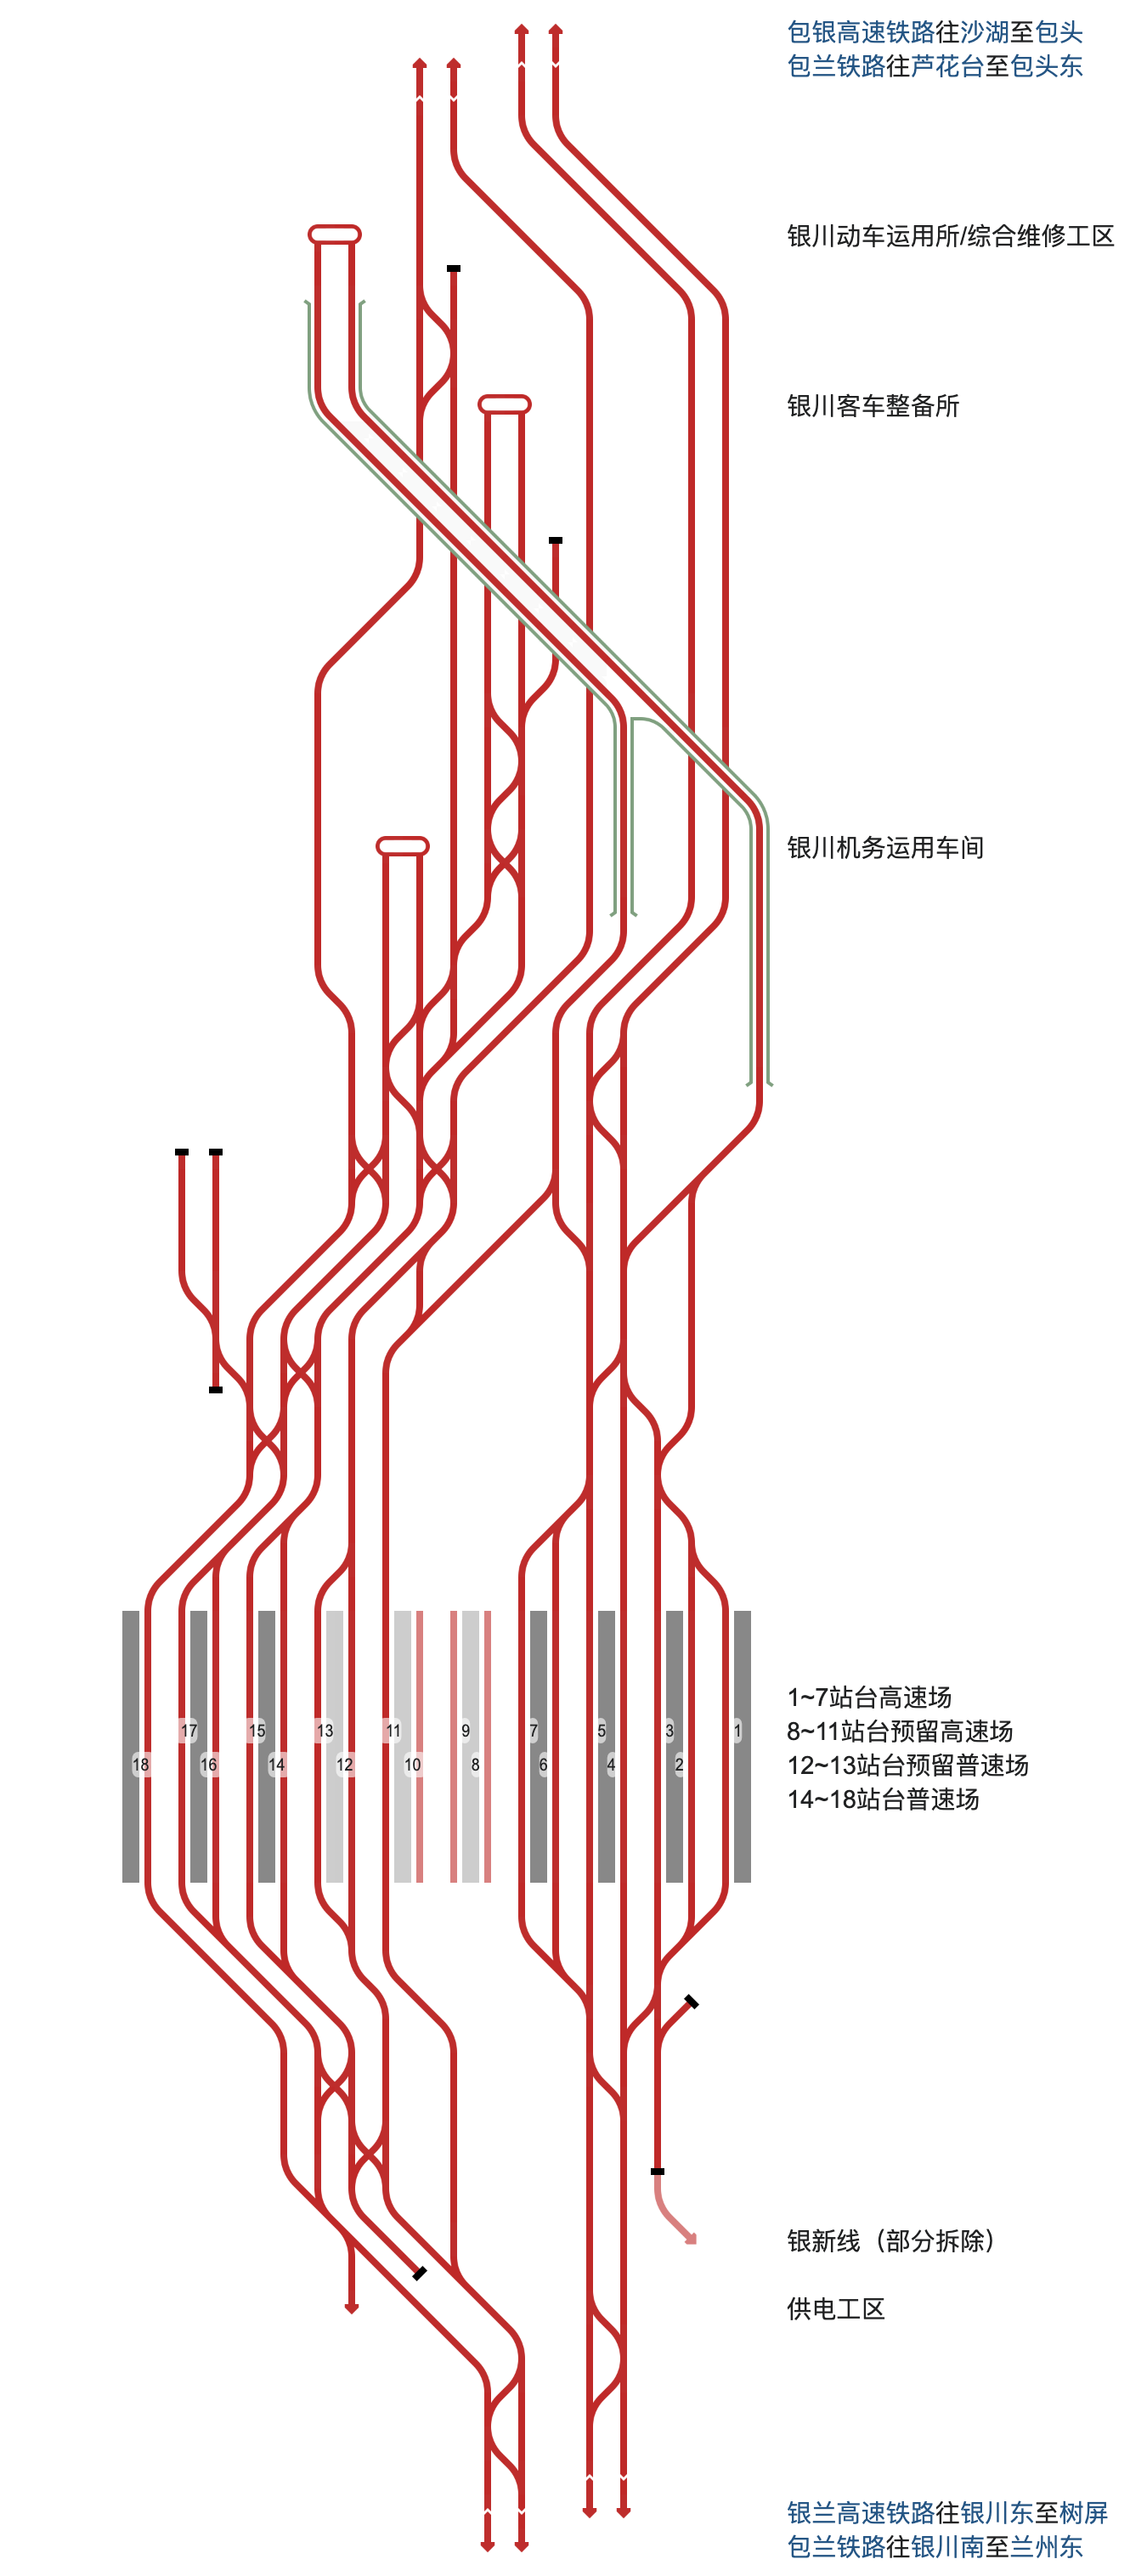 包银高速铁路往沙湖至包头
包兰铁路往芦花台至包头东
银川动车运用所/综合维修工区
银川客车整备所
银川机务运用车间
1~7站台高速场
8~11站台预留高速场
12~13站台预留普速场
14~18站台普速场
17 15 13 11 9 7 5 3 1
18 16 14 12 10 8 6 4 2
银新线（部分拆除）
供电工区
银兰高速铁路往银川东至树屏
包兰铁路往银川南至兰州东